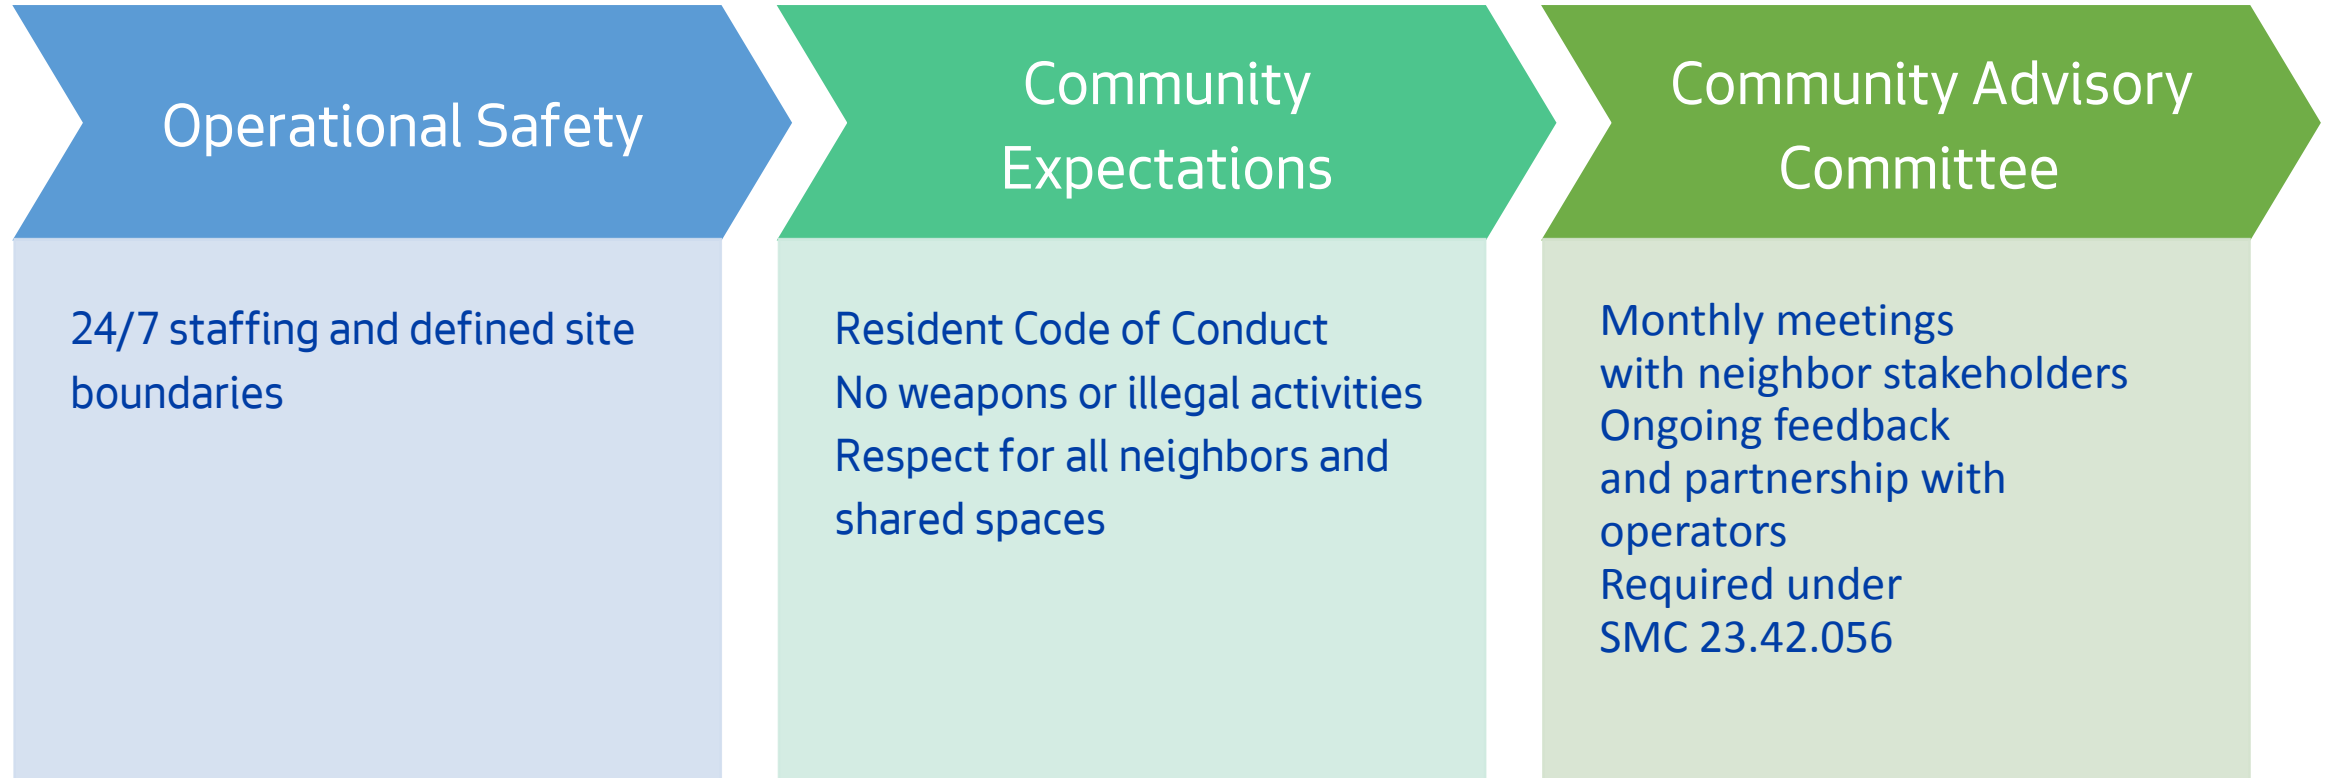 Operational Safety
24/7 staffing and defined site
boundaries
Community
Expectations
Resident Code of Conduct
No weapons or illegal activities
Respect for all neighbors and
shared spaces
Community Advisory
Committee
Monthly meetings
with neighbor stakeholders
Ongoing feedback
and partnership with
operators
Required under
SMC 23.42.056